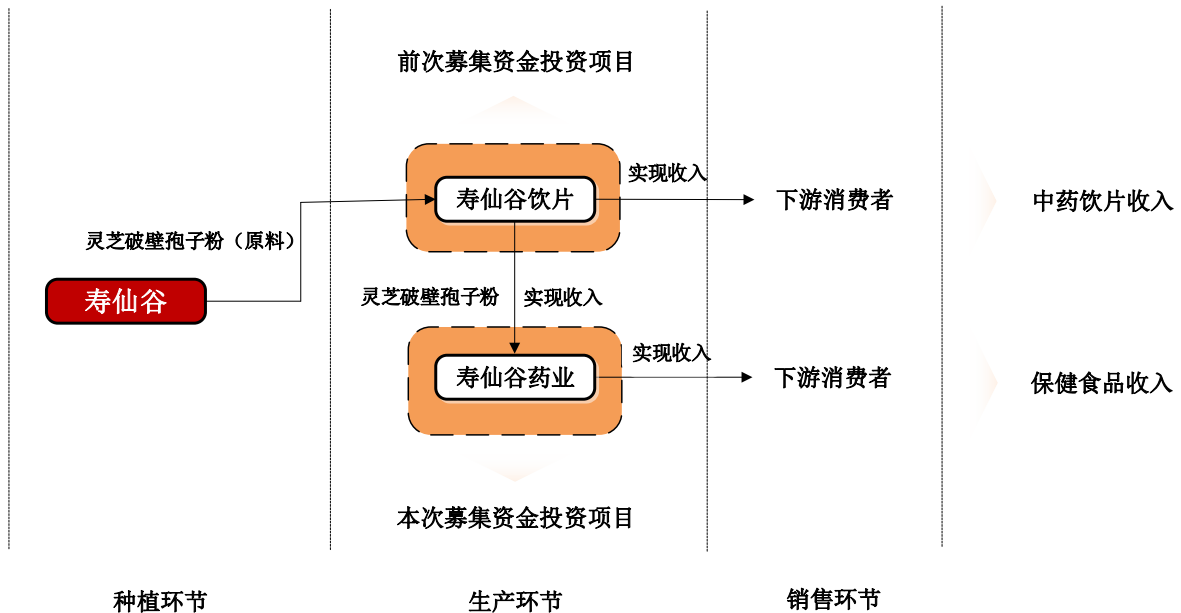 前次募集资金投资项目
实现收入
寿仙谷饮片
下游消费者
中药饮片收入
灵芝破壁孢子粉（原料）
寿仙谷
灵芝破壁孢子粉
实现收入
实现收入
寿仙谷药业
下游消费者
保健食品收入
本次募集资金投资项目
种植环节
生产环节
销售环节